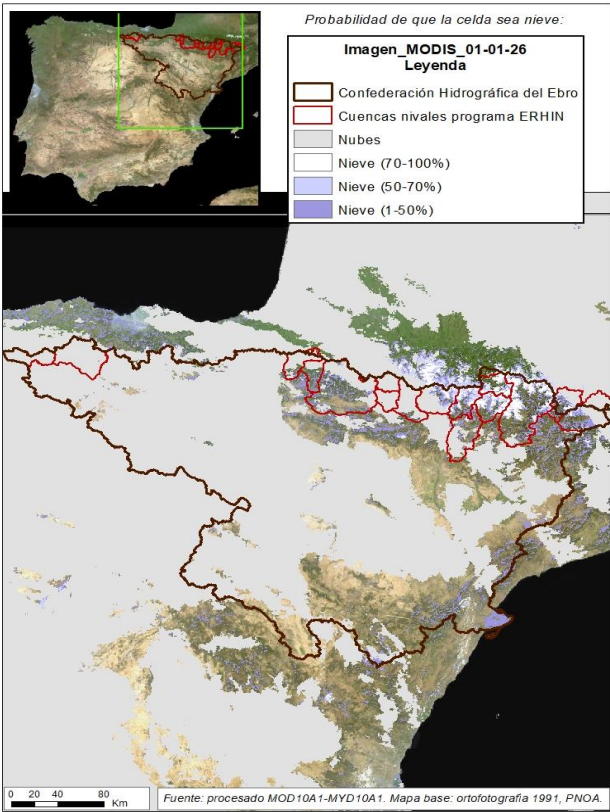 Probabilidad de que la celda sea nieve:
Imagen_MODIS_01-01-26
Leyenda
Confederación Hidrográfica del Ebro
Cuencas nivales programa ERHIN
Nubes
Nieve (70-100%)
Nieve (50-70%)
Nieve (1-50%)
0 20 40 80
Km
Fuente: procesado MOD10A1-MYD10A1. Mapa base: ortofotografía 1991, PNOA.